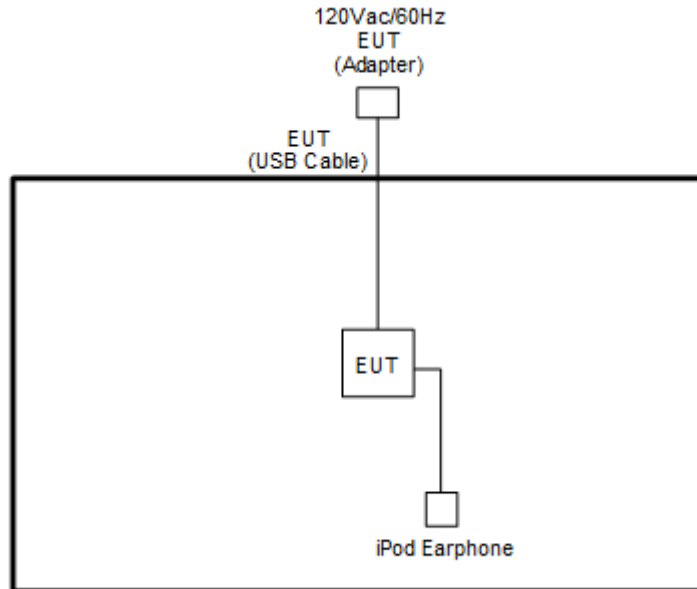 120Vac/60Hz
EUT
(Adapter)
EUT
(USB Cable)
EUT
iPod Earphone